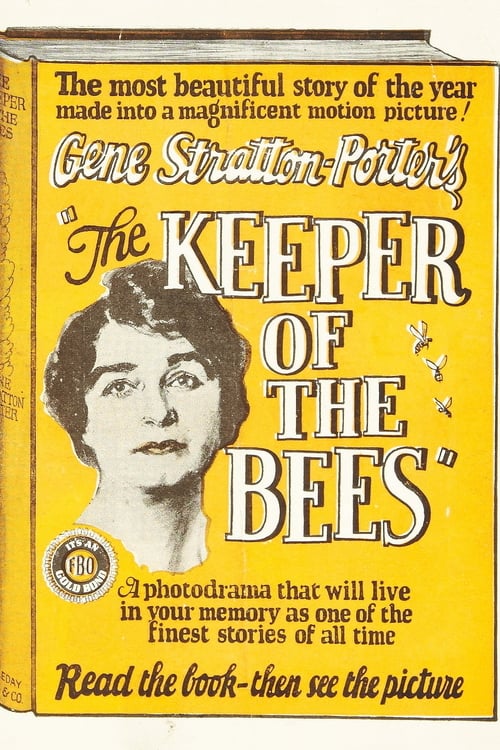 The most beautiful story of the year
made into a magnificent motion picture!
Gene Stratton-Porter's
"The KEEPER
OF
THE
BEES"
IT'S AN
FBO
GOLD BOND
A photodrama that will live
in your memory as one of the
finest stories of all time
Read the book-then see the picture